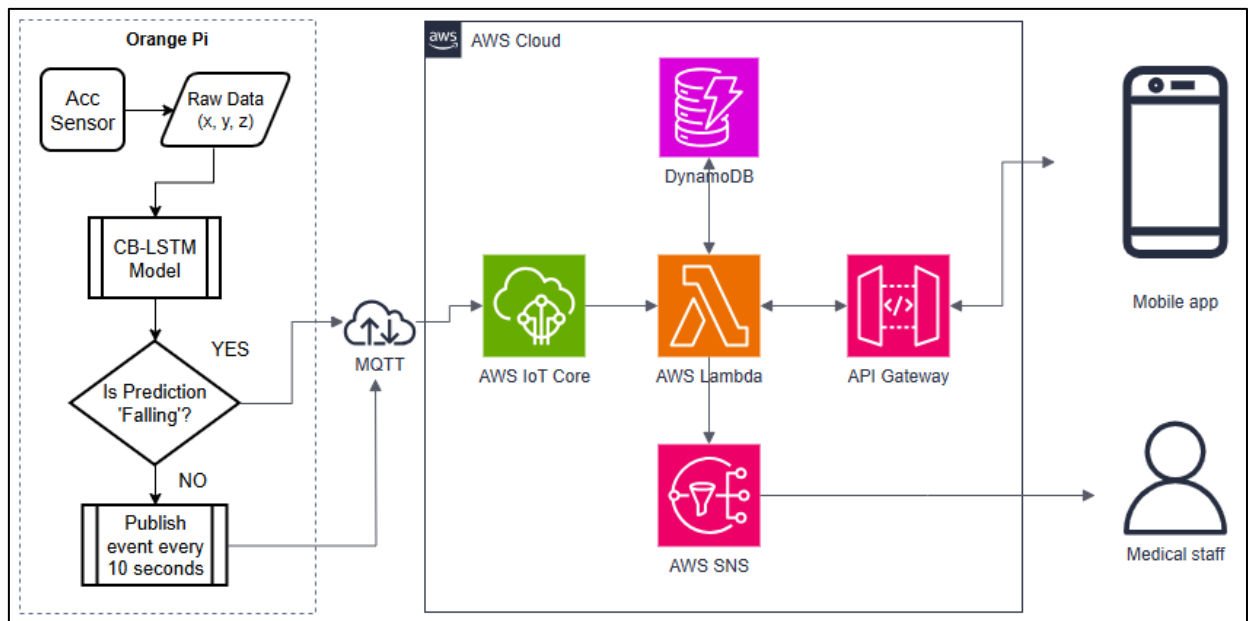 Orange Pi
Acc
Sensor
Raw Data
(x, y, z)
CB-LSTM
Model
Is Prediction
'Falling'?
YES
NO
Publish
event every
10 seconds
MQTT
aws
AWS Cloud
DynamoDB
AWS IoT Core
AWS Lambda
</>
API Gateway
AWS SNS
Mobile app
Medical staff